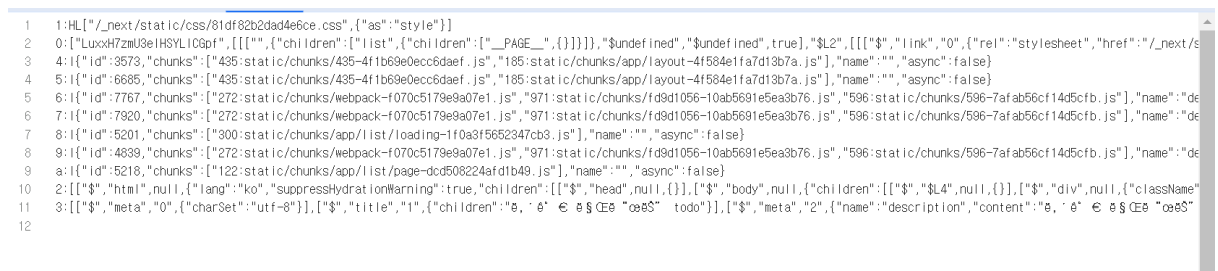 1 1:HL["/_next/static/css/81df82b2dad4e6ce.css",{"as":"style"}]
2 0:["LuxxH7zmU3elHSYLICGpf",[[["",{"children":["list",{"children":["__PAGE__",{}]}]},"$undefined","$undefined",true],"$L2",[[["$","link","0",{"rel":"stylesheet","href":"/_next/s
3 4:I{"id":3573,"chunks":["435:static/chunks/435-4f1b69e0ecc6daef.js","185:static/chunks/app/layout-4f584e1fa7d13b7a.js"],"name":"","async":false}
4 5:I{"id":6685,"chunks":["435:static/chunks/435-4f1b69e0ecc6daef.js","185:static/chunks/app/layout-4f584e1fa7d13b7a.js"],"name":"","async":false}
5 6:I{"id":7767,"chunks":["272:static/chunks/webpack-f070c5179e9a07e1.js","971:static/chunks/fd9d1056-10ab5691e5ea3b76.js","596:static/chunks/596-7afab56cf14d5cfb.js"],"name":"de
6 7:I{"id":7920,"chunks":["272:static/chunks/webpack-f070c5179e9a07e1.js","971:static/chunks/fd9d1056-10ab5691e5ea3b76.js","596:static/chunks/596-7afab56cf14d5cfb.js"],"name":"de
7 8:I{"id":5201,"chunks":["300:static/chunks/app/list/loading-1f0a3f5652347cb3.js"],"name":"","async":false}
8 9:I{"id":4839,"chunks":["272:static/chunks/webpack-f070c5179e9a07e1.js","971:static/chunks/fd9d1056-10ab5691e5ea3b76.js","596:static/chunks/596-7afab56cf14d5cfb.js"],"name":"de
9 a:I{"id":5218,"chunks":["122:static/chunks/app/list/page-dcd508224afd1b49.js"],"name":"","async":false}
10 2:[["$","html",null,{"lang":"ko","suppressHydrationWarning":true,"children":[["$","head",null,{}],["$","body",null,{"children":[["$","$L4",null,{}],["$","div",null,{"className"
11 3:[["$","meta","0",{"charSet":"utf-8"}],["$","title","1",{"children":" todo"}],["$","meta","2",{"name":"description","content":"
12